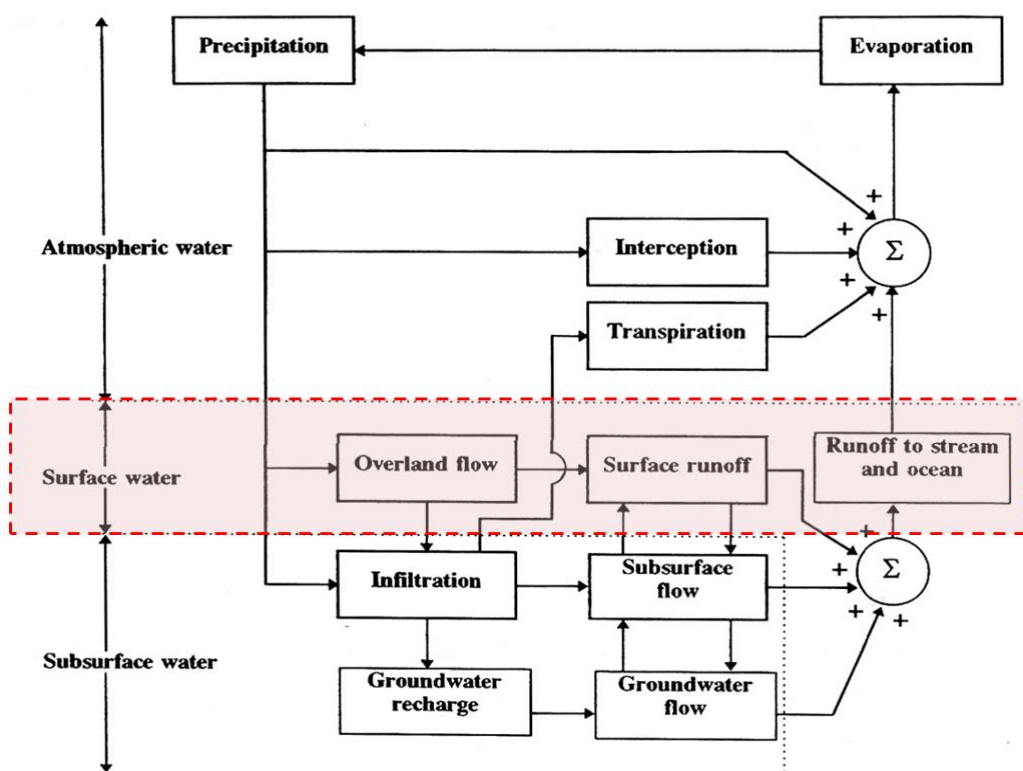 Precipitation
Evaporation
+
+
Atmospheric water
Interception
Σ
+
Transpiration
+
Surface water
Overland flow
Surface runoff
Runoff to stream
and ocean
+
Infiltration
Subsurface
flow
+
Σ
+
+
Subsurface water
Groundwater
recharge
Groundwater
flow